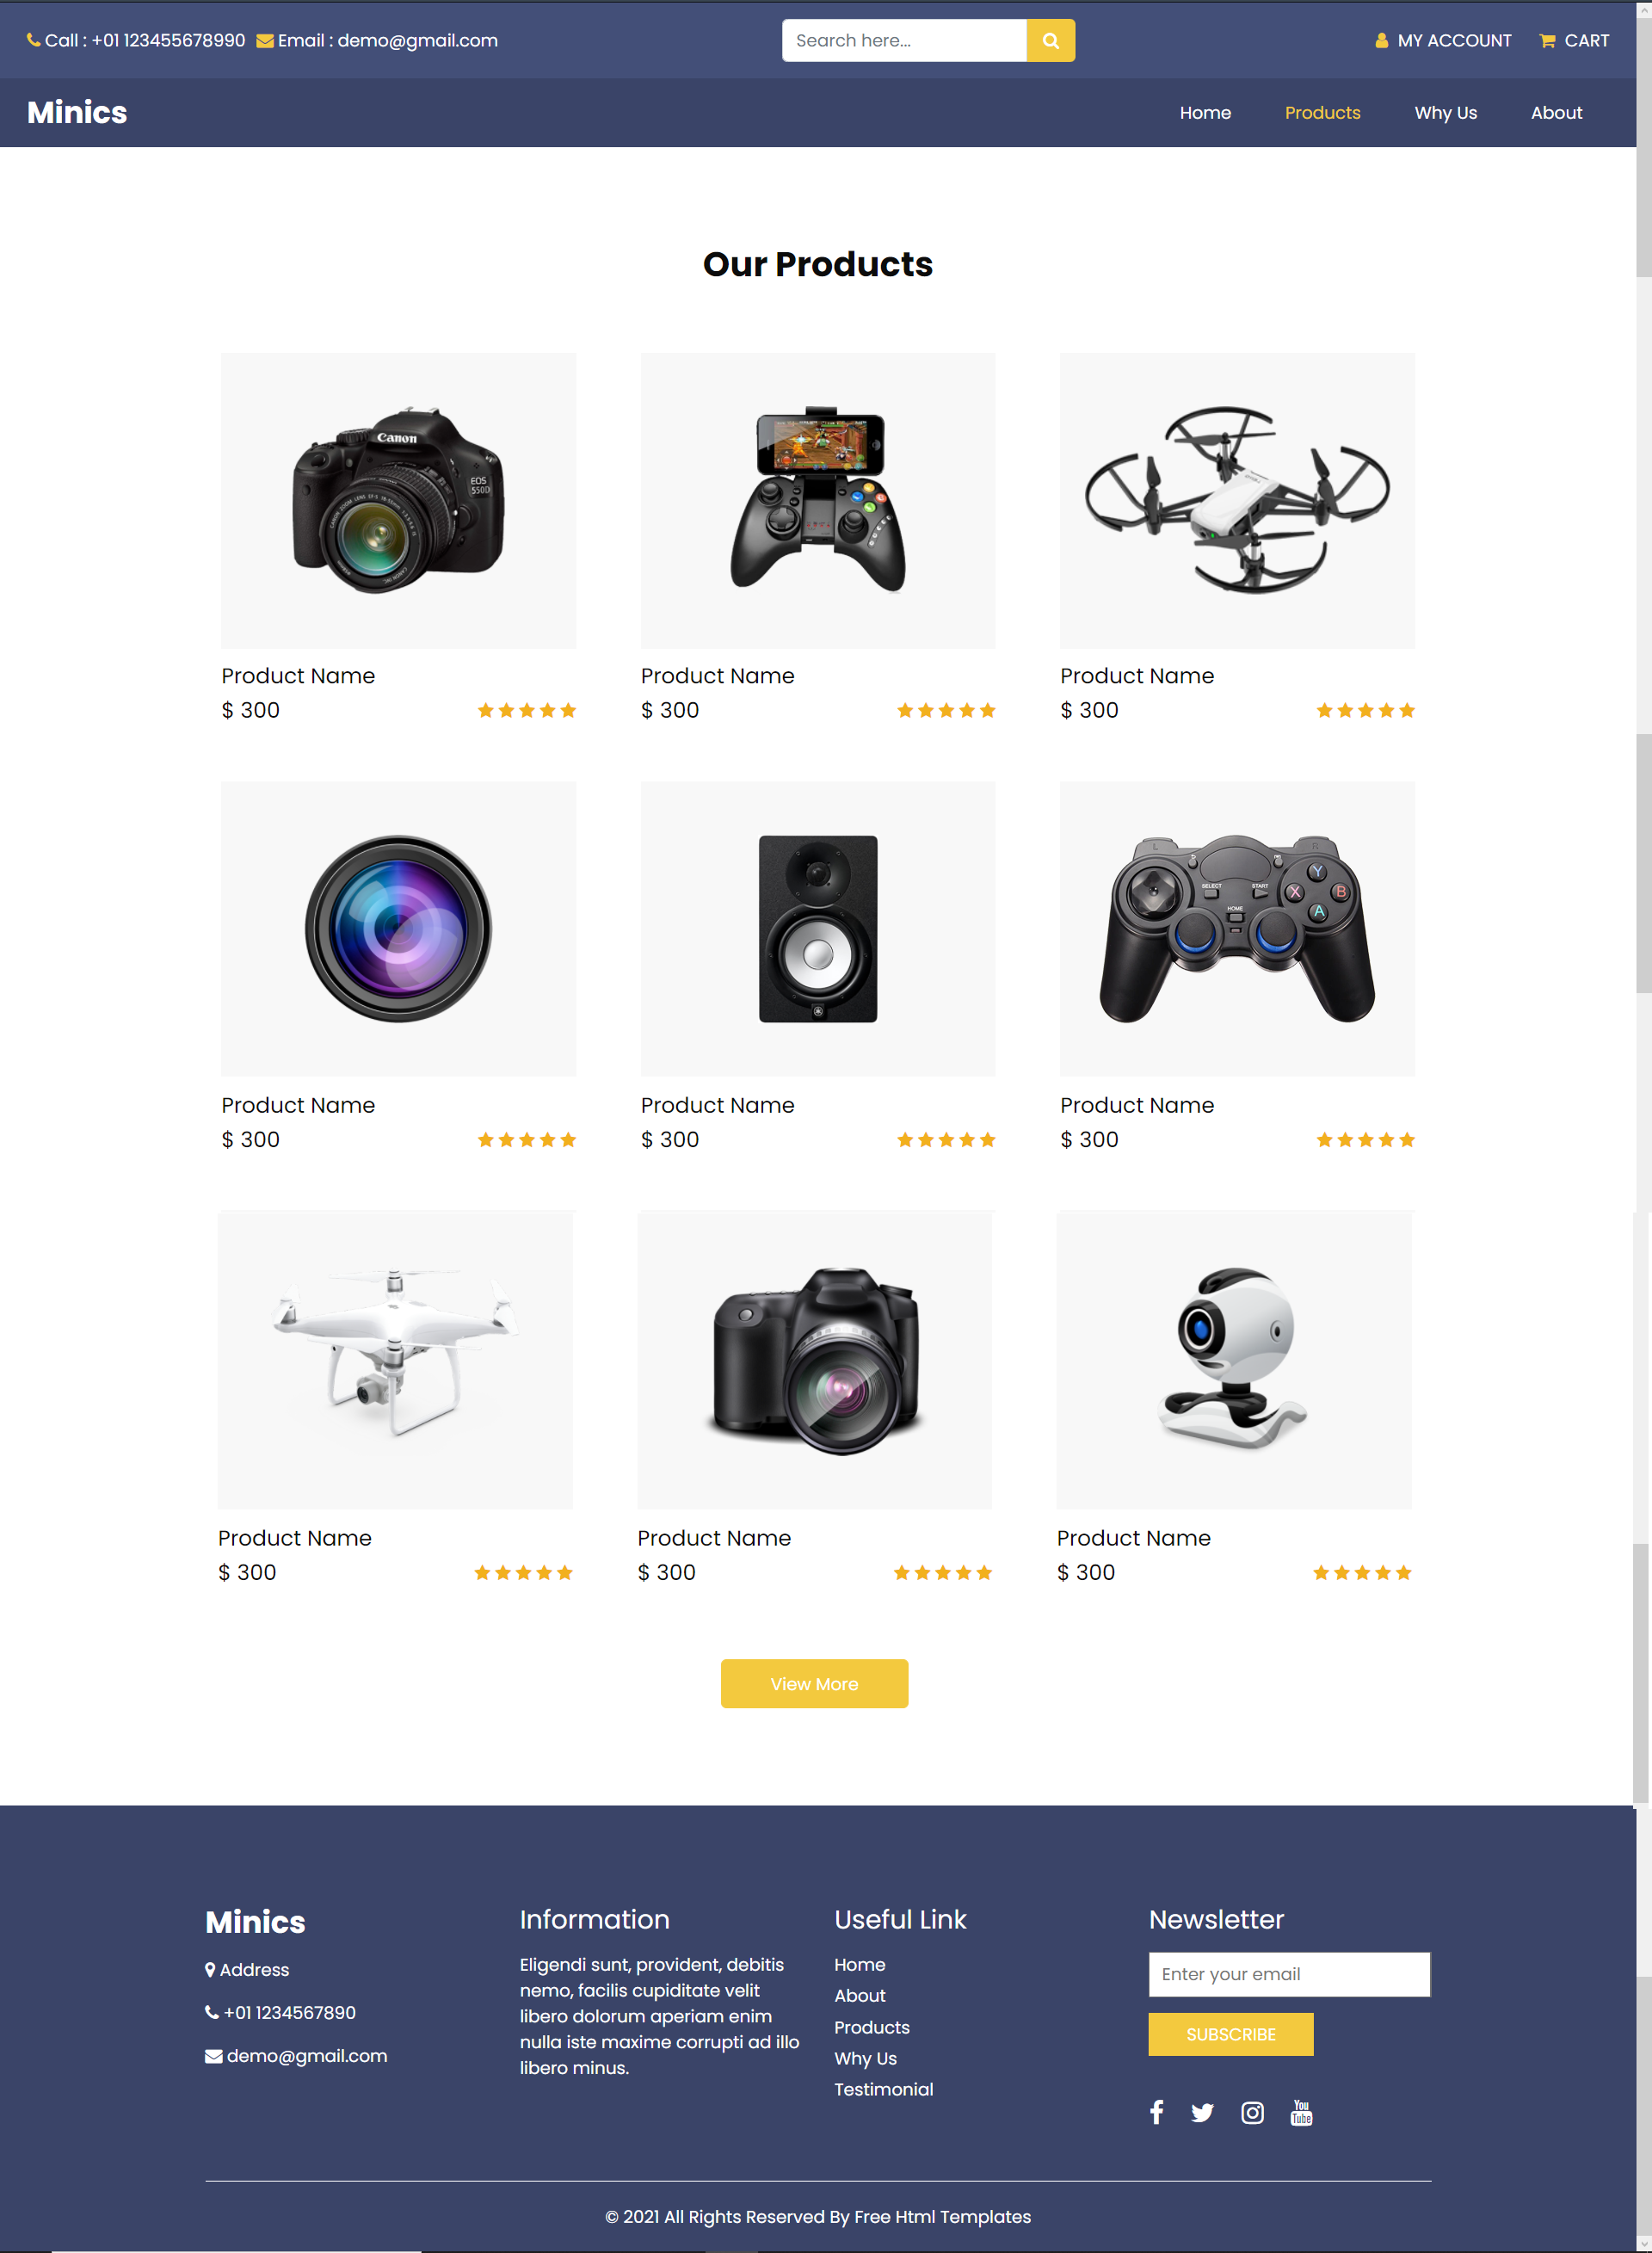 Call : +01 123455678990 Email : demo@gmail.com
Search here...
MY ACCOUNT CART
Minics
Home Products Why Us About
Our Products
Canon
EOS
550D
Product Name
$ 300
Product Name
$ 300
Product Name
$ 300
L
R
SELECT
START
HOME
Y
X
B
A
Product Name
$ 300
Product Name
$ 300
Product Name
$ 300
Product Name
$ 300
Product Name
$ 300
Product Name
$ 300
View More
Minics
Address
+01 1234567890
demo@gmail.com
Information
Eligendi sunt, provident, debitis
nemo, facilis cupiditate velit
libero dolorum aperiam enim
nulla iste maxime corrupti ad illo
libero minus.
Useful Link
Home
About
Products
Why Us
Testimonial
Newsletter
Enter your email
SUBSCRIBE
You
Tube
© 2021 All Rights Reserved By Free Html Templates